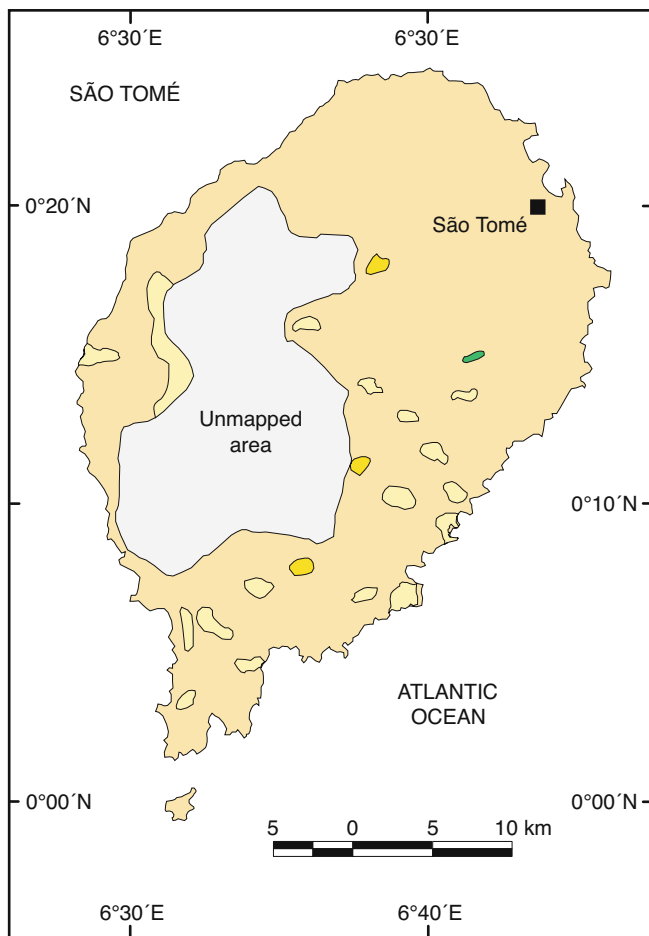 6°30´E 6°30´E
SÃO TOMÉ
0°20´N
São Tomé
Unmapped
area
0°10´N
ATLANTIC
OCEAN
0°00´N 0°00´N
5 0 5 10 km
6°30´E 6°40´E